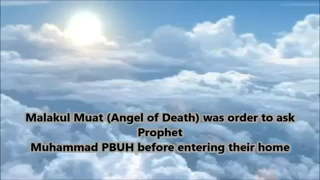 Malakul Muat (Angel of Death) was order to ask
Prophet
Muhammad PBUH before entering their home